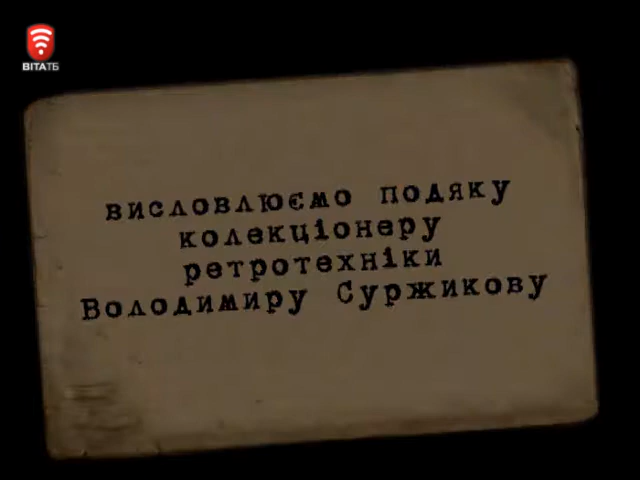 ВІТАТБ
висловлюємо подяку
колекціонеру
ретротехніки
Володимиру Суржикову